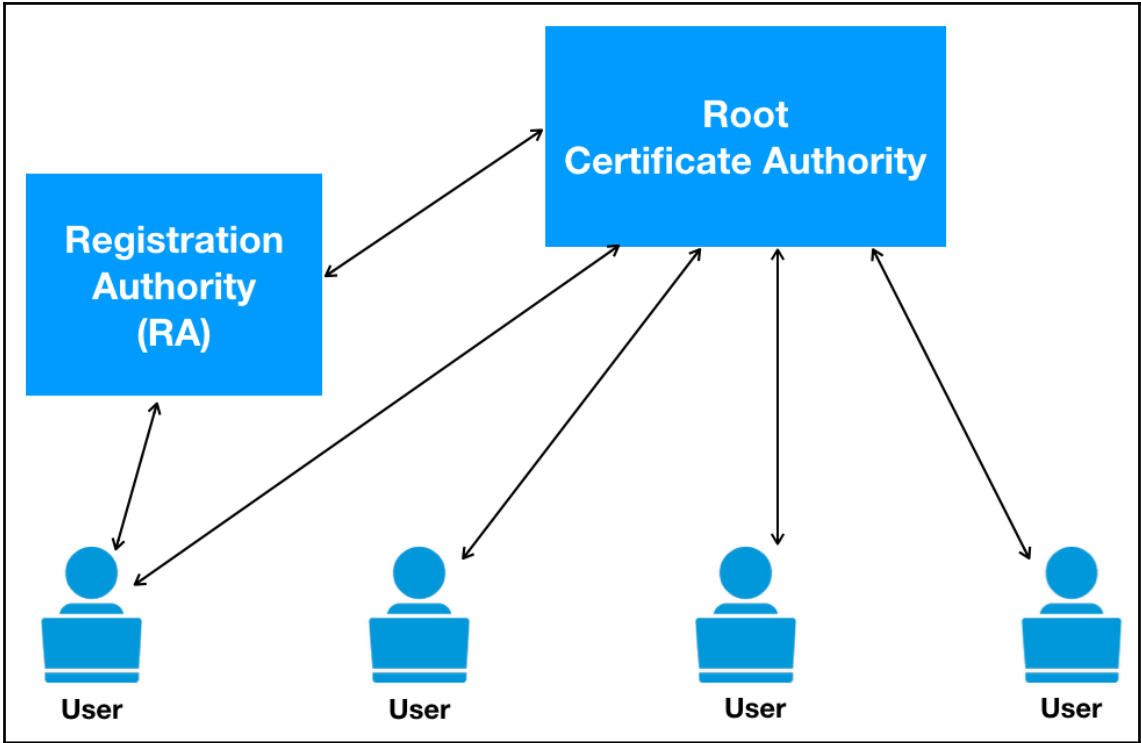 Root
Certificate Authority
Registration
Authority
(RA)
User
User
User
User